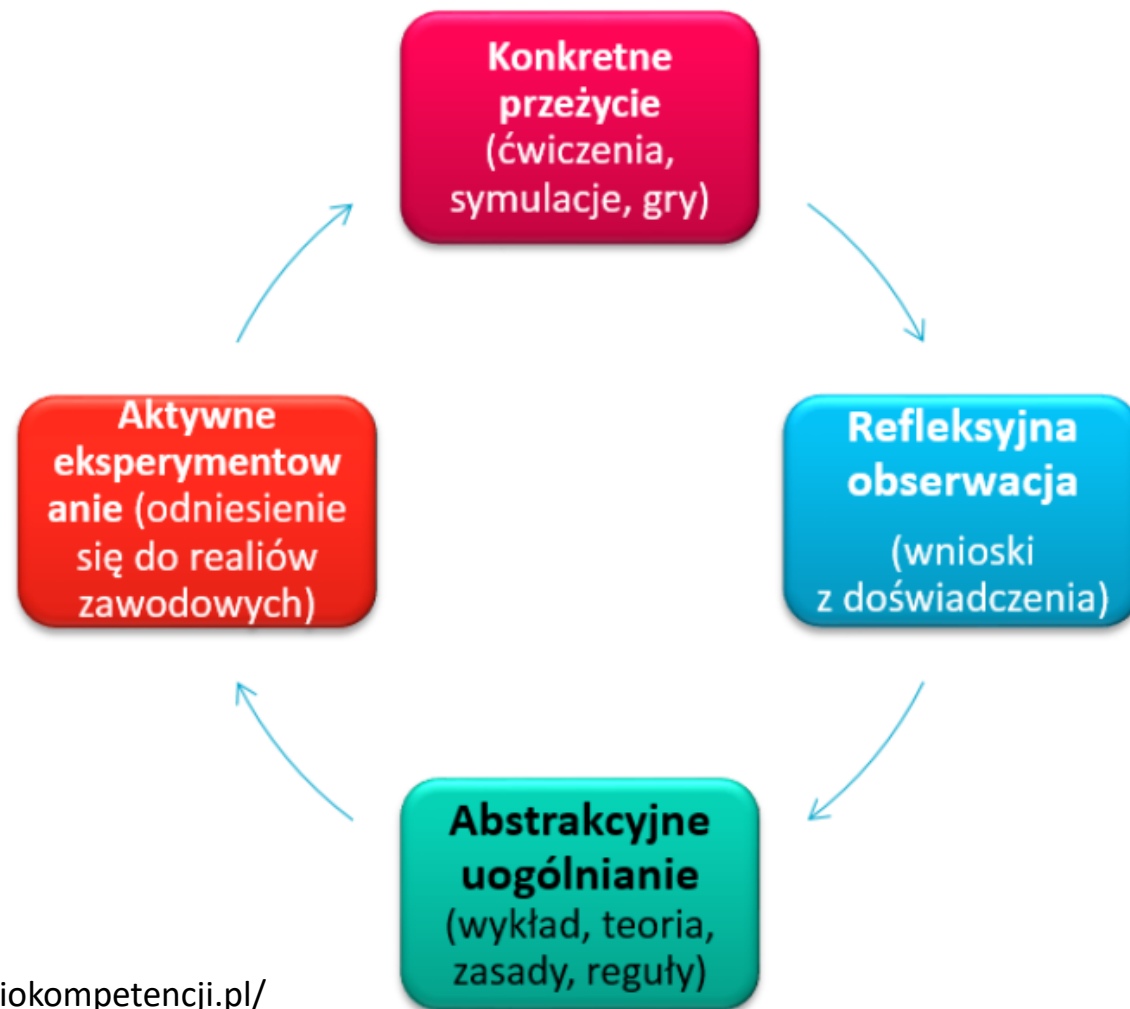 Konkretne
przeżycie
(ćwiczenia,
symulacje, gry)
Refleksyjna
obserwacja
(wnioski
z doświadczenia)
Abstrakcyjne
uogólnianie
(wykład, teoria,
zasady, reguły)
Aktywne
eksperymentow
anie (odniesienie
się do realiów
zawodowych)
iokompetencji.pl/